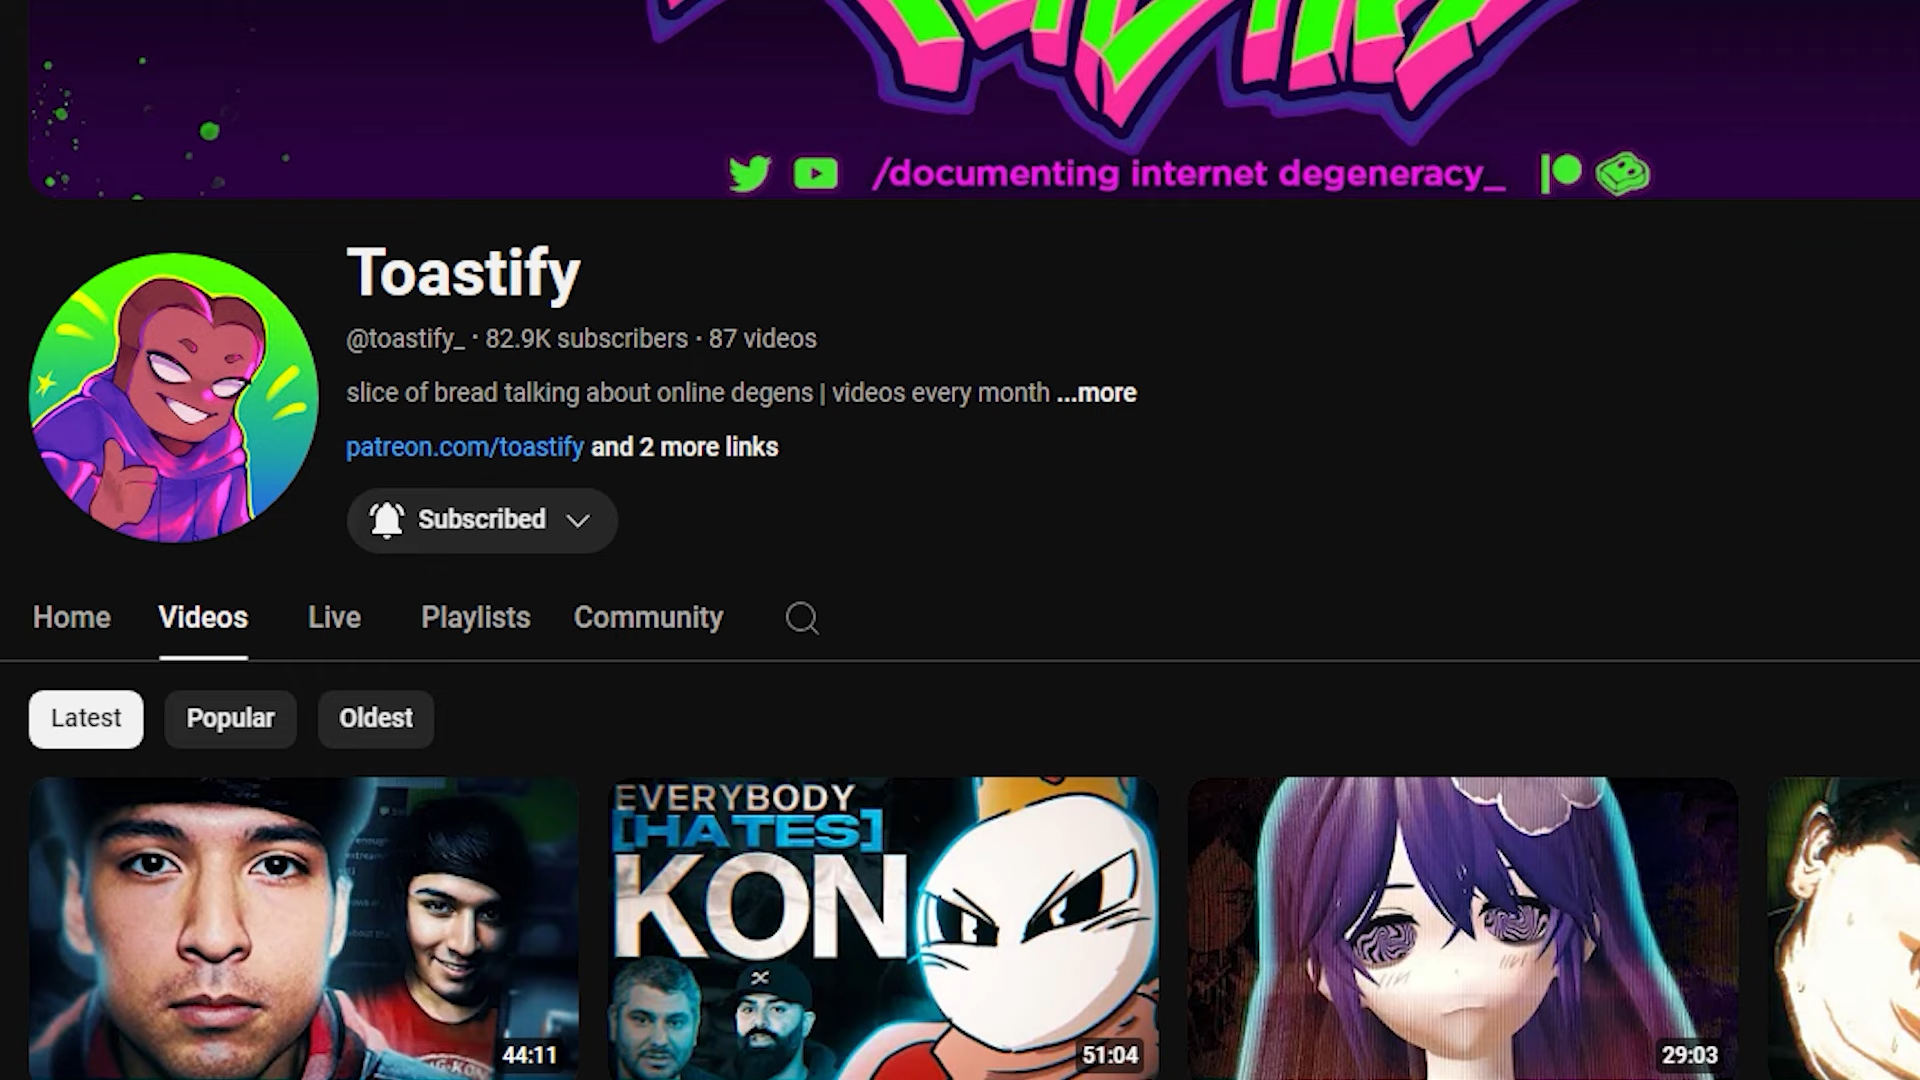 /documenting internet degeneracy_
Toastify
@toastify_ · 82.9K subscribers · 87 videos
slice of bread talking about online degens | videos every month ...more
patreon.com/toastify and 2 more links
Subscribed
Home Videos Live Playlists Community
Latest Popular Oldest
EVERYBODY
[HATES]
KON
44:11
51:04
29:03